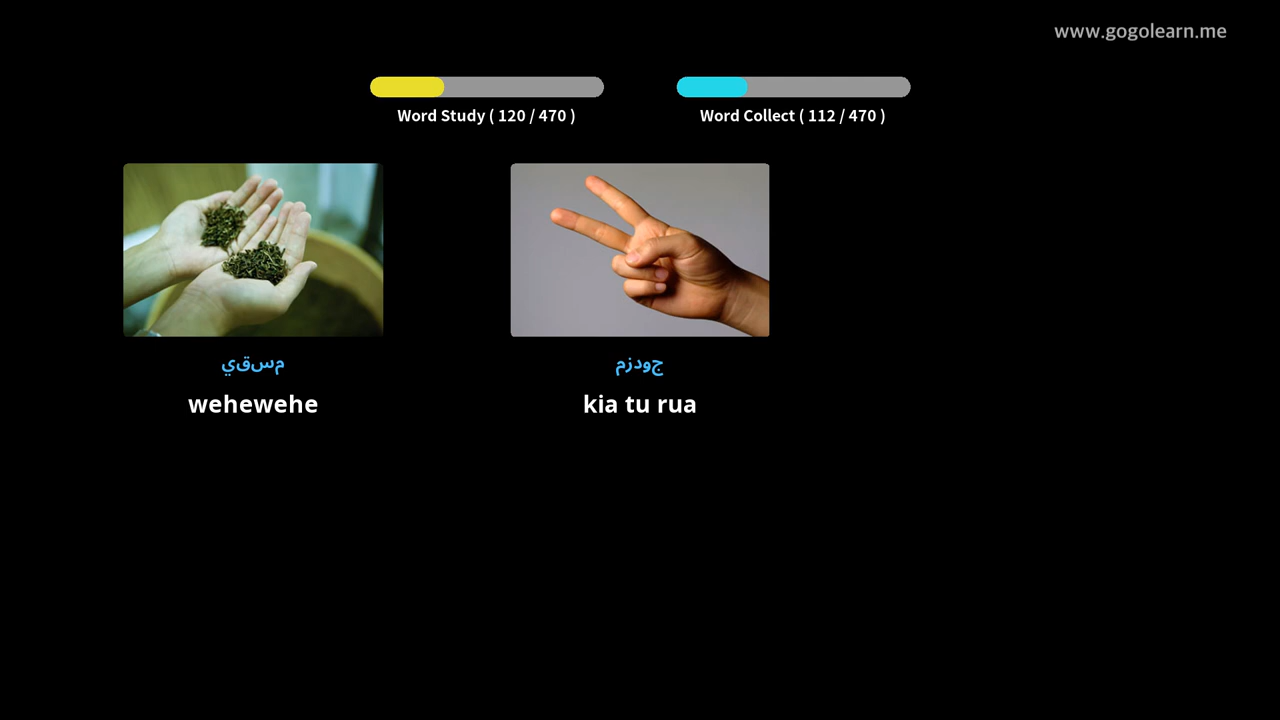 www.gogolearn.me
Word Study ( 120 / 470 )
Word Collect ( 112 / 470 )
مسقي
جودزم
wehewehe
kia tu rua